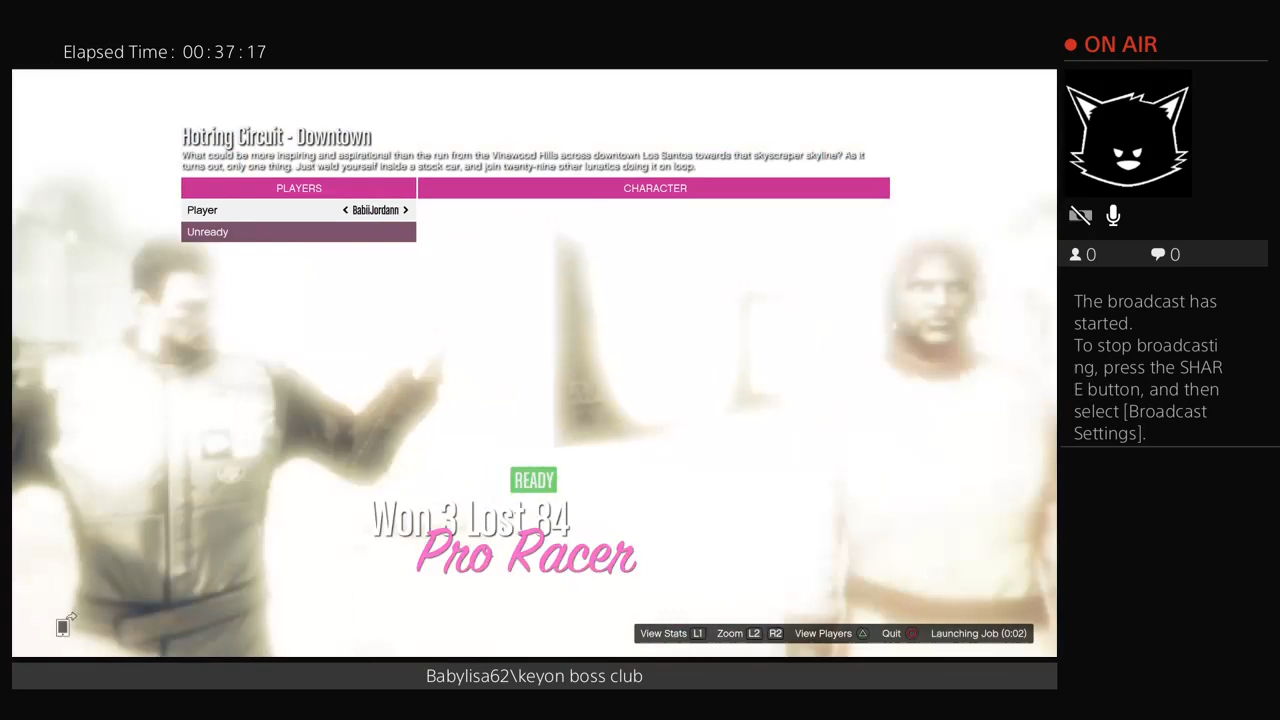 Elapsed Time: 00:37:17
ON AIR
Hotring Circuit - Downtown
What could be more inspiring and aspirational than the run from the Vinewood Hills across downtown Los Santos towards that skyscraper skyline? As it
turns out, only one thing. Just weld yourself inside a stock car, and join twenty-nine other lunatics doing it on loop.
PLAYERS
CHARACTER
Player < BabiiJordann >
Unready
0
0
The broadcast has
started.
To stop broadcasti
ng, press the SHAR
E button, and then
select [Broadcast
Settings].
READY
Won 3 Lost 84
Pro Racer
View Stats L1 Zoom L2 R2 View Players Quit Launching Job (0:02)
Babylisa62\keyon boss club